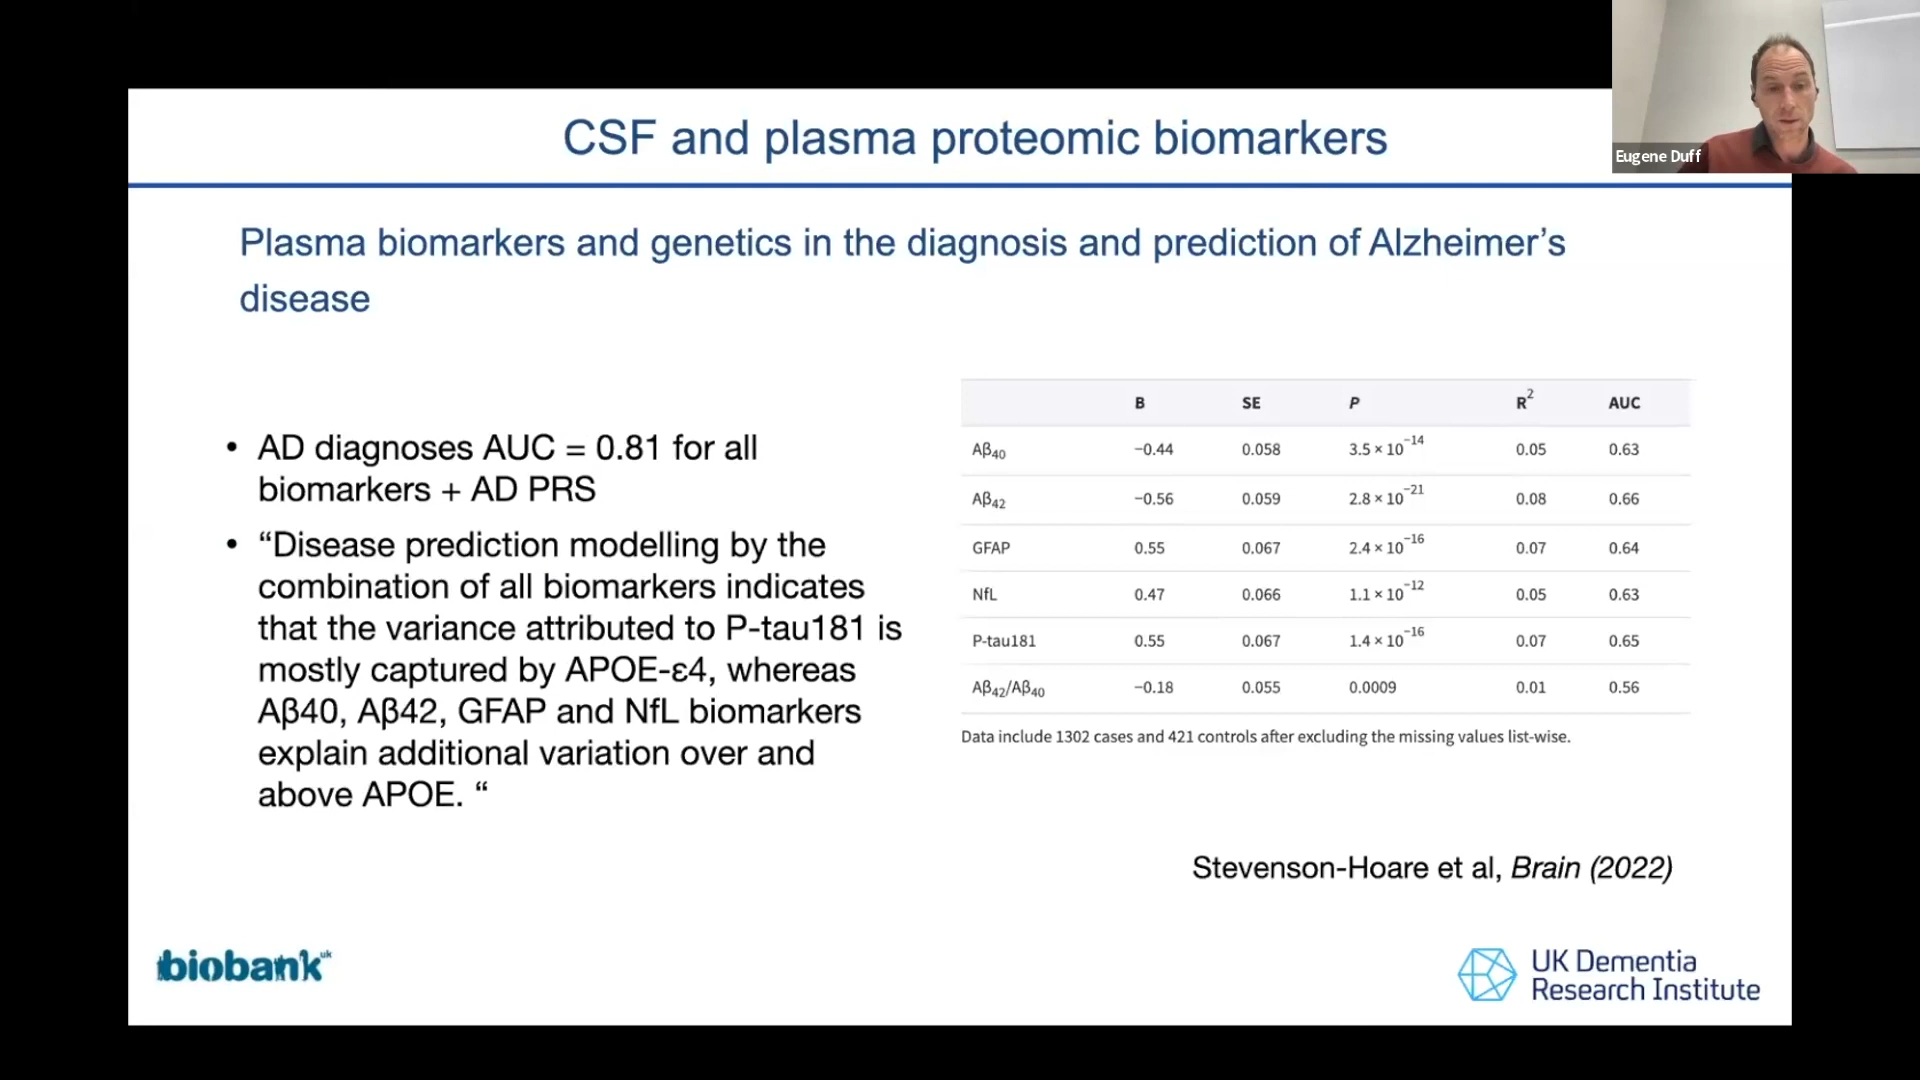 CSF and plasma proteomic biomarkers
Eugene Duff
Plasma biomarkers and genetics in the diagnosis and prediction of Alzheimer’s
disease
• AD diagnoses AUC = 0.81 for all
biomarkers + AD PRS
• “Disease prediction modelling by the
combination of all biomarkers indicates
that the variance attributed to P-tau181 is
mostly captured by APOE-ε4, whereas
Aβ40, Aβ42, GFAP and NfL biomarkers
explain additional variation over and
above APOE. “
B SE P R² AUC
Aβ₄₀ −0.44 0.058 3.5 × 10⁻¹⁴ 0.05 0.63
Aβ₄₂ −0.56 0.059 2.8 × 10⁻²¹ 0.08 0.66
GFAP 0.55 0.067 2.4 × 10⁻¹⁶ 0.07 0.64
NfL 0.47 0.066 1.1 × 10⁻¹² 0.05 0.63
P-tau181 0.55 0.067 1.4 × 10⁻¹⁶ 0.07 0.65
Aβ₄₂/Aβ₄₀ −0.18 0.055 0.0009 0.01 0.56
Data include 1302 cases and 421 controls after excluding the missing values list-wise.
Stevenson-Hoare et al, Brain (2022)
biobank uk
UK Dementia
Research Institute